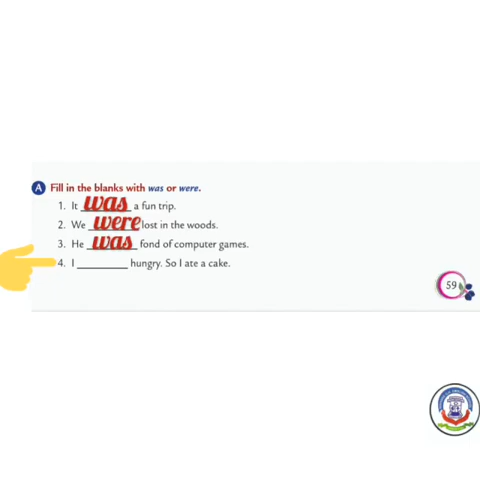 A Fill in the blanks with was or were.
1. It was a fun trip.
2. We were lost in the woods.
3. He was fond of computer games.
4. I ________ hungry. So I ate a cake.
59